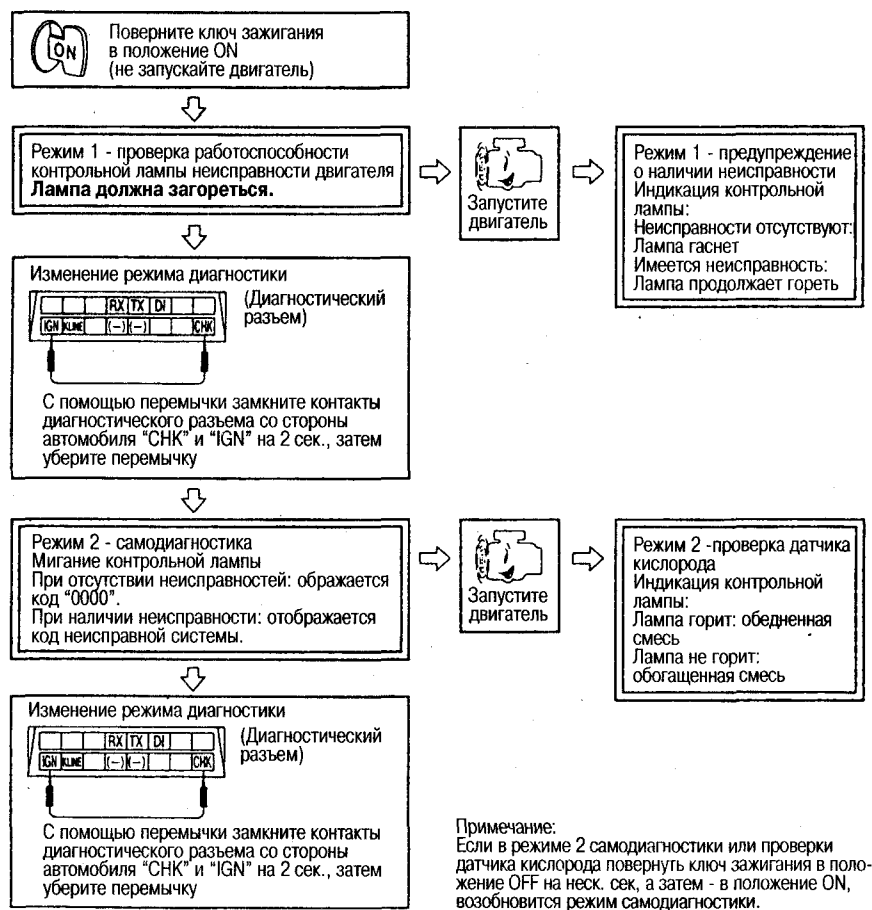 ON
Поверните ключ зажигания
в положение ON
(не запускайте двигатель)
Режим 1 - проверка работоспособности
контрольной лампы неисправности двигателя
Лампа должна загореться.
Запустите
двигатель
Режим 1 - предупреждение
о наличии неисправности
Индикация контрольной
лампы:
Неисправности отсутствуют:
Лампа гаснет
Имеется неисправность:
Лампа продолжает гореть
Изменение режима диагностики
RX TX DI
IGN KLINE (-) (-) CHK
(Диагностический
разъем)
С помощью перемычки замкните контакты
диагностического разъема со стороны
автомобиля “CHK” и “IGN” на 2 сек., затем
уберите перемычку
Режим 2 - самодиагностика
Мигание контрольной лампы
При отсутствии неисправностей: ображается
код “0000”.
При наличии неисправности: отображается
код неисправной системы.
Запустите
двигатель
Режим 2 -проверка датчика
кислорода
Индикация контрольной
лампы:
Лампа горит: обедненная
смесь
Лампа не горит:
обогащенная смесь
Изменение режима диагностики
RX TX DI
IGN KLINE (-) (-) CHK
(Диагностический
разъем)
С помощью перемычки замкните контакты
диагностического разъема со стороны
автомобиля “CHK” и “IGN” на 2 сек., затем
уберите перемычку
Примечание:
Если в режиме 2 самодиагностики или проверки
датчика кислорода повернуть ключ зажигания в поло-
жение OFF на неск. сек, а затем - в положение ON,
возобновится режим самодиагностики.